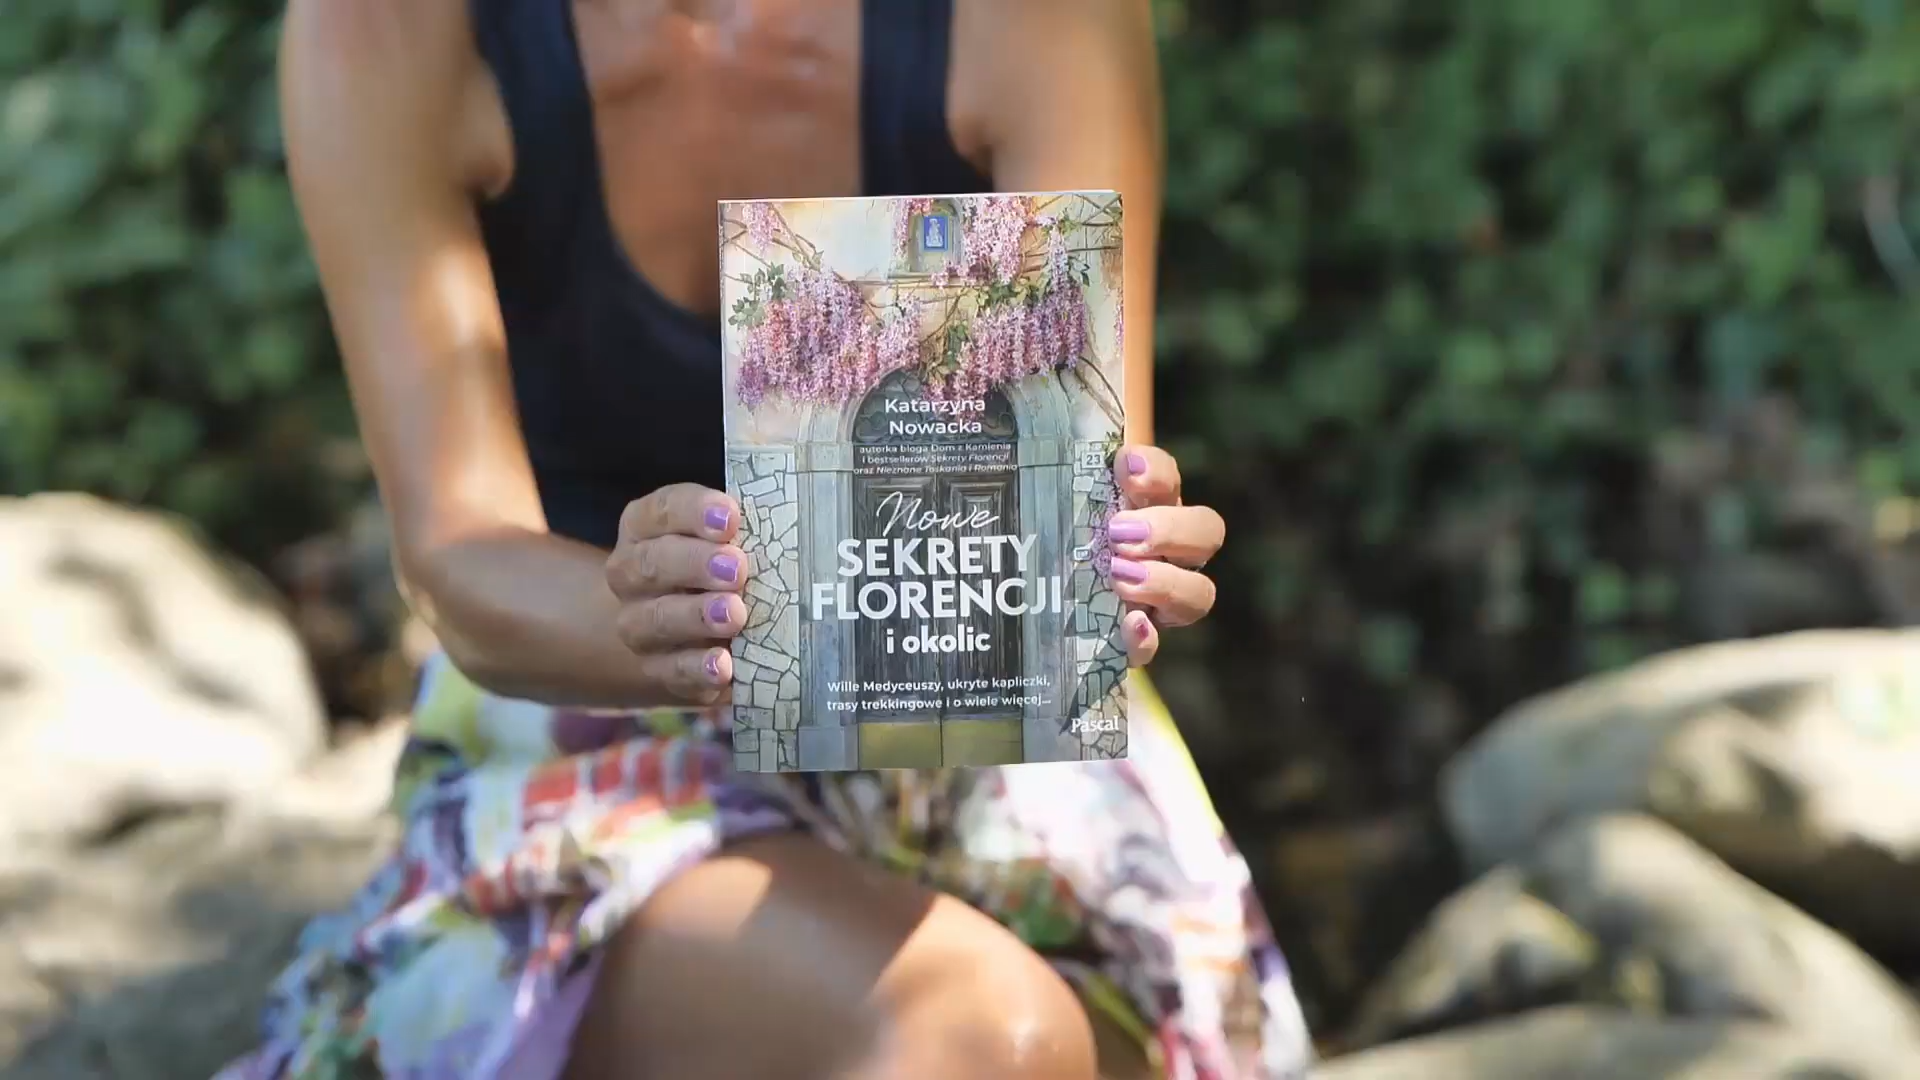 Katarzyna
Nowacka
autorka bloga Dom z Kamienia
i bestsellerów Sekrety Florencji
oraz Nieznane Toskania i Romania
23
Nowe
SEKRETY
FLORENCJI
i okolic
Wille Medyceuszy, ukryte kapliczki,
trasy trekkingowe i o wiele więcej...
Pascal